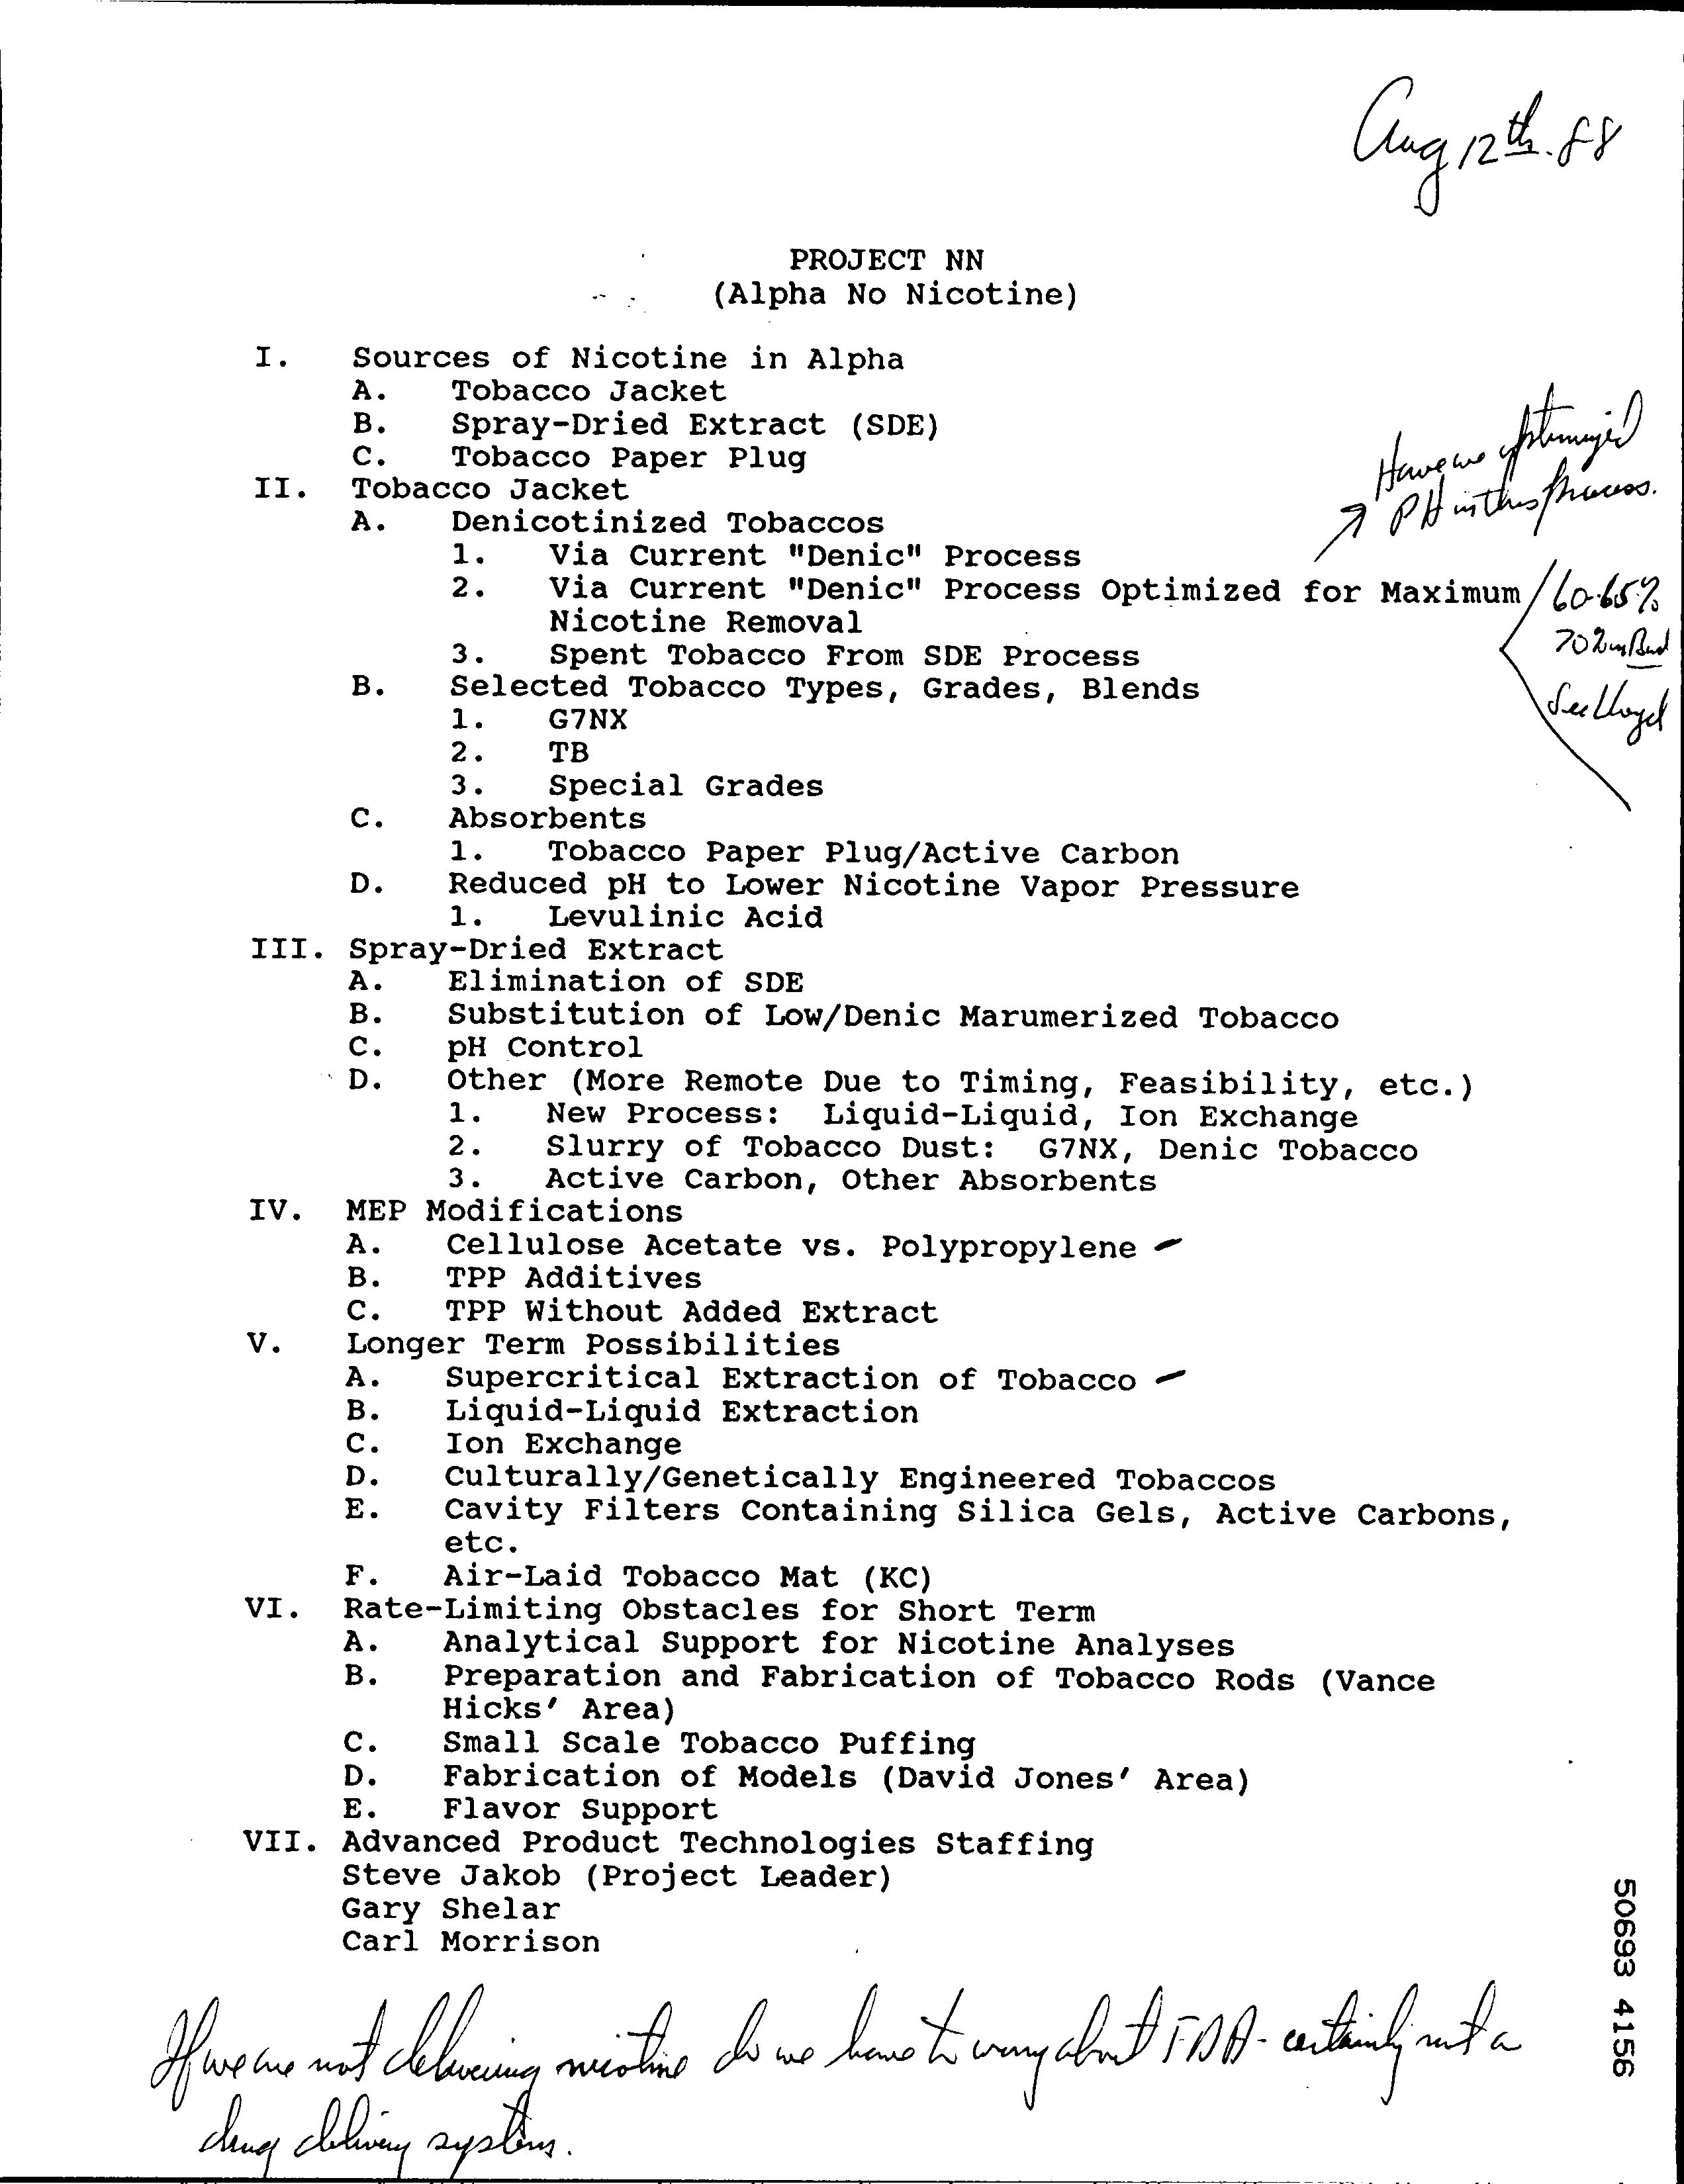 Aug 12th. 88
PROJECT NN
(Alpha No Nicotine)
I. Sources of Nicotine in Alpha
A. Tobacco Jacket
B. Spray-Dried Extract (SDE)
C. Tobacco Paper Plug
II. Tobacco Jacket
A. Denicotinized Tobaccos
Have we
PH in this process.
1. Via Current "Denic" Process
2. Via Current "Denic" Process Optimized for Maximum
Nicotine Removal
60-65%
70%
See Lloyd
3. Spent Tobacco From SDE Process
B. Selected Tobacco Types, Grades, Blends
1. G7NX
2. TB
3. Special Grades
C. Absorbents
1. Tobacco Paper Plug/Active Carbon
D. Reduced pH to Lower Nicotine Vapor Pressure
1. Levulinic Acid
III. Spray-Dried Extract
A. Elimination of SDE
B. Substitution of Low/Denic Marumerized Tobacco
C. pH Control
D. Other (More Remote Due to Timing, Feasibility, etc.)
1. New Process: Liquid-Liquid, Ion Exchange
2. Slurry of Tobacco Dust: G7NX, Denic Tobacco
3. Active Carbon, Other Absorbents
IV. MEP Modifications
A. Cellulose Acetate vs. Polypropylene
B. TPP Additives
C. TPP Without Added Extract
V. Longer Term Possibilities
A. Supercritical Extraction of Tobacco
B. Liquid-Liquid Extraction
C. Ion Exchange
D. Culturally/Genetically Engineered Tobaccos
E. Cavity Filters Containing Silica Gels, Active Carbons,
etc.
F. Air-Laid Tobacco Mat (KC)
VI. Rate-Limiting Obstacles for Short Term
A. Analytical Support for Nicotine Analyses
B. Preparation and Fabrication of Tobacco Rods (Vance
Hicks' Area)
C. Small Scale Tobacco Puffing
D. Fabrication of Models (David Jones' Area)
E. Flavor Support
VII. Advanced Product Technologies Staffing
Steve Jakob (Project Leader)
Gary Shelar
Carl Morrison
50693 4156
If we are not delivering nicotine do we have to worry about FDA - certainly not a
drug delivery system.